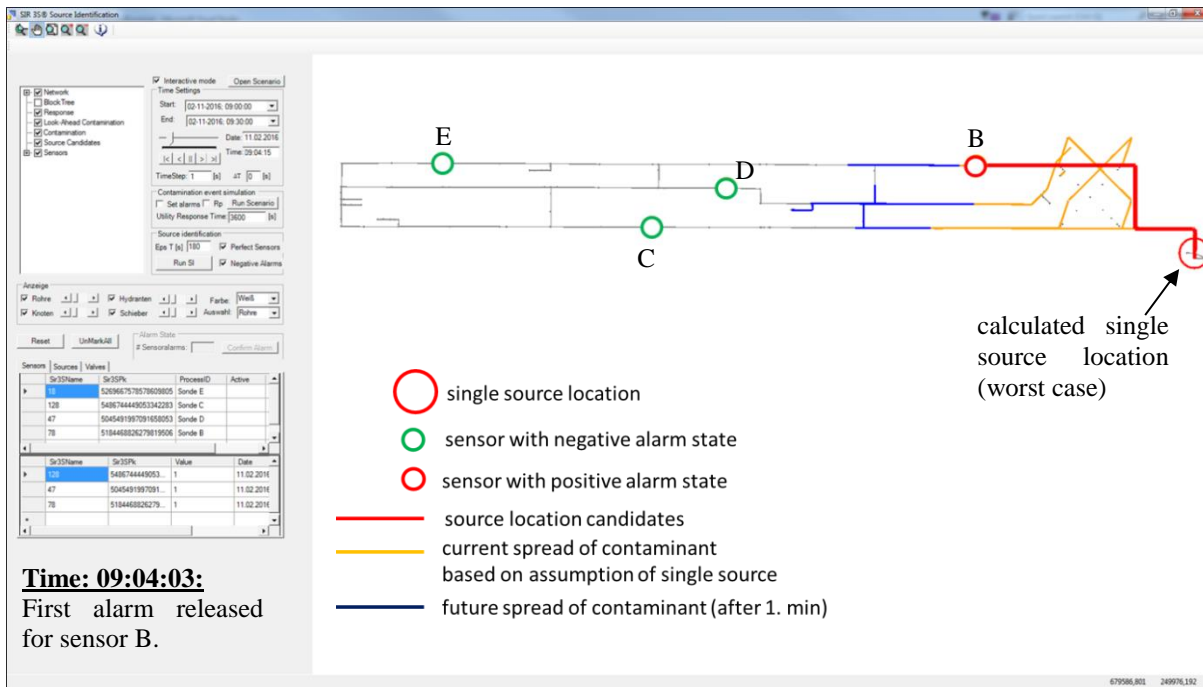 SIR 3S® Source Identification
Interactive mode
Open Scenario
Network
Block Tree
Response
Look-Ahead Contamination
Contamination
Source Candidates
Sensors
Time Settings
Start: 02-11-2016; 09:00:00
End: 02-11-2016; 09:30:00
Date: 11.02.2016
Time: 09:04:15
|< < || > >|
TimeStep: 1 [s] ΔT 0 [s]
Contamination event simulation
Set alarms Rp Run Scenario
Utility Response Time: 3600 [s]
Source identification
Eps T [s] 180 Perfect Sensors
Run SI Negative Alarms
Anzeige
Rohre Hydranten Farbe: Weiß
Knoten Schieber Auswahl: Rohre
Reset UnMarkAll
Alarm State
# Sensoralarms: Confirm Alarm
Sensors Sources Valves
Sir3SName Sir3SPk ProcessID Active
18 5269667578578609805 Sonde E
128 5486744449053342283 Sonde C
47 5045491997091658053 Sonde D
78 5184468826279819506 Sonde B
Sir3SName Sir3SPk Value Date
128 5486744449053... 1 11.02.2016
47 5045491997091... 1 11.02.2016
78 5184468826279... 1 11.02.2016
Time: 09:04:03:
First alarm released
for sensor B.
E
D
B
C
calculated single
source location
(worst case)
single source location
sensor with negative alarm state
sensor with positive alarm state
source location candidates
current spread of contaminant
based on assumption of single source
future spread of contaminant (after 1. min)
679586,801 249976,192